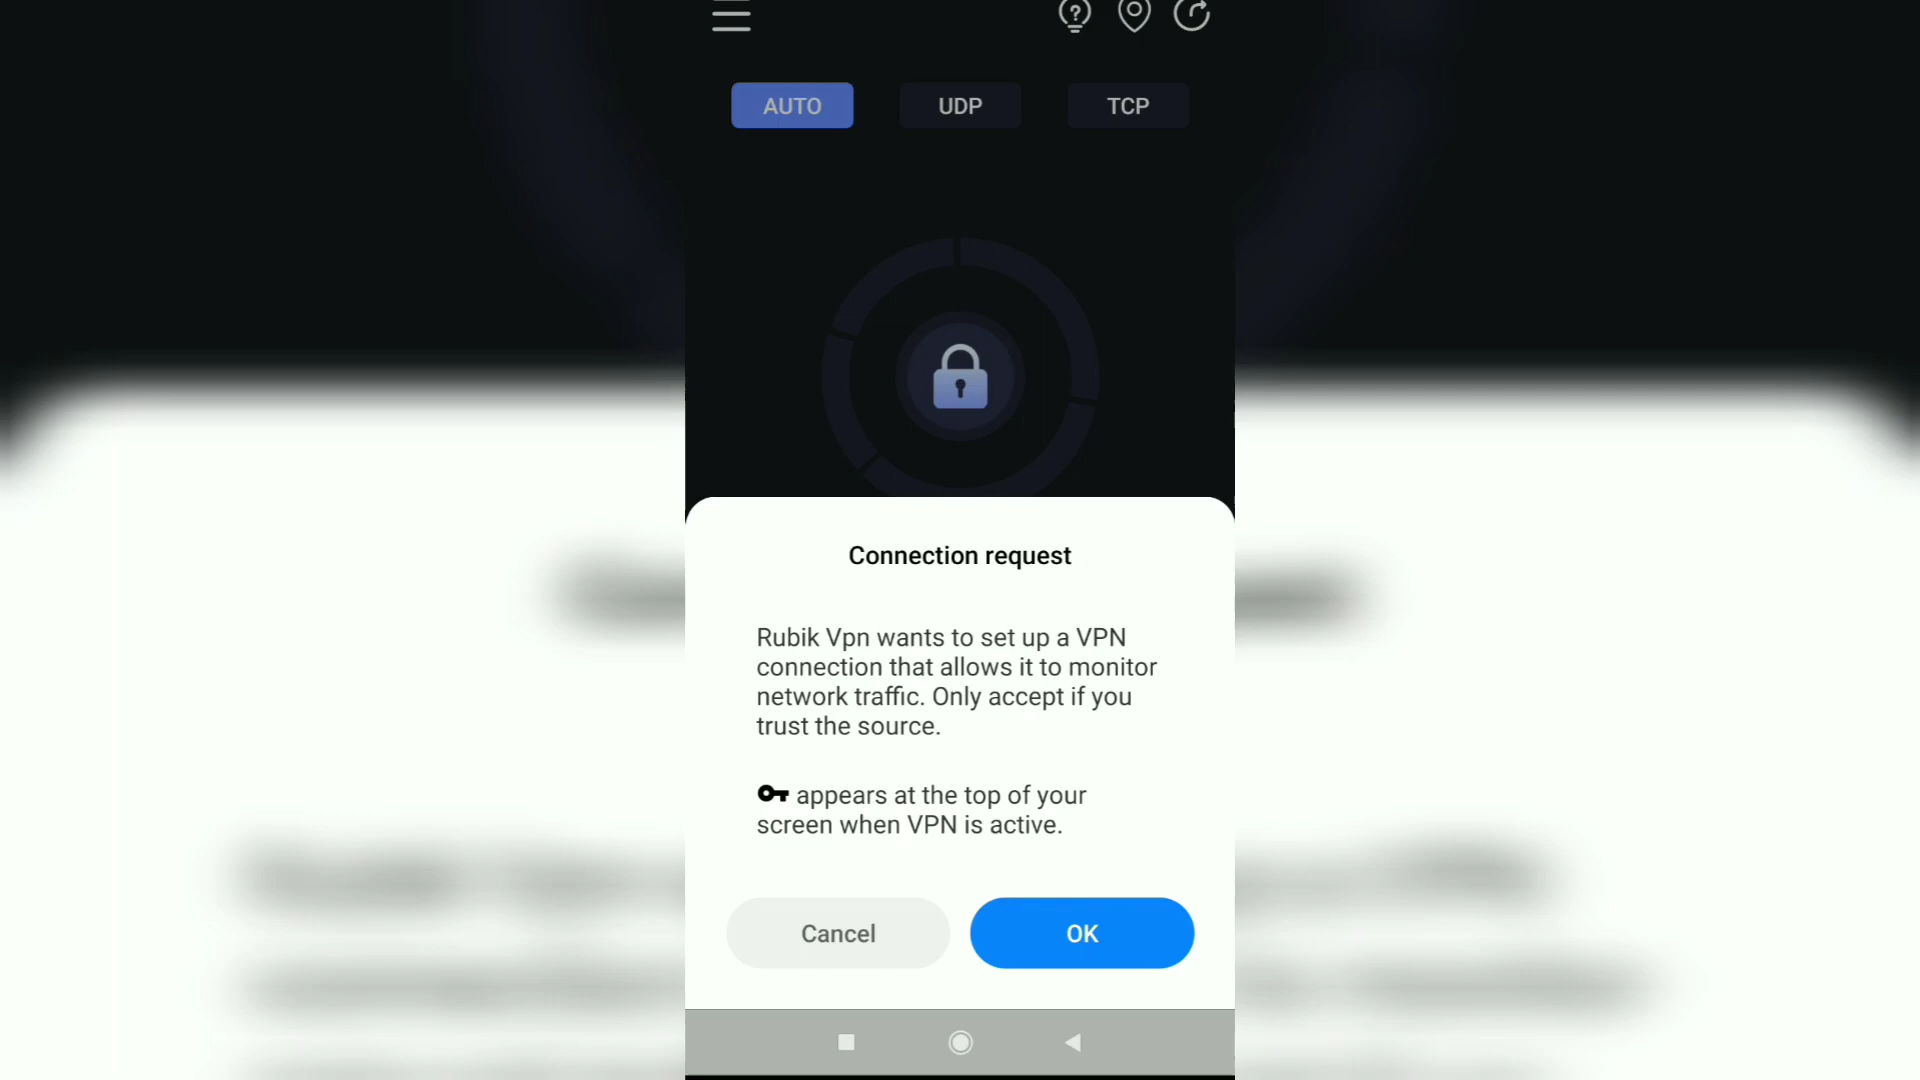 AUTO UDP TCP
Connection request
Rubik Vpn wants to set up a VPN
connection that allows it to monitor
network traffic. Only accept if you
trust the source.
appears at the top of your
screen when VPN is active.
Cancel OK